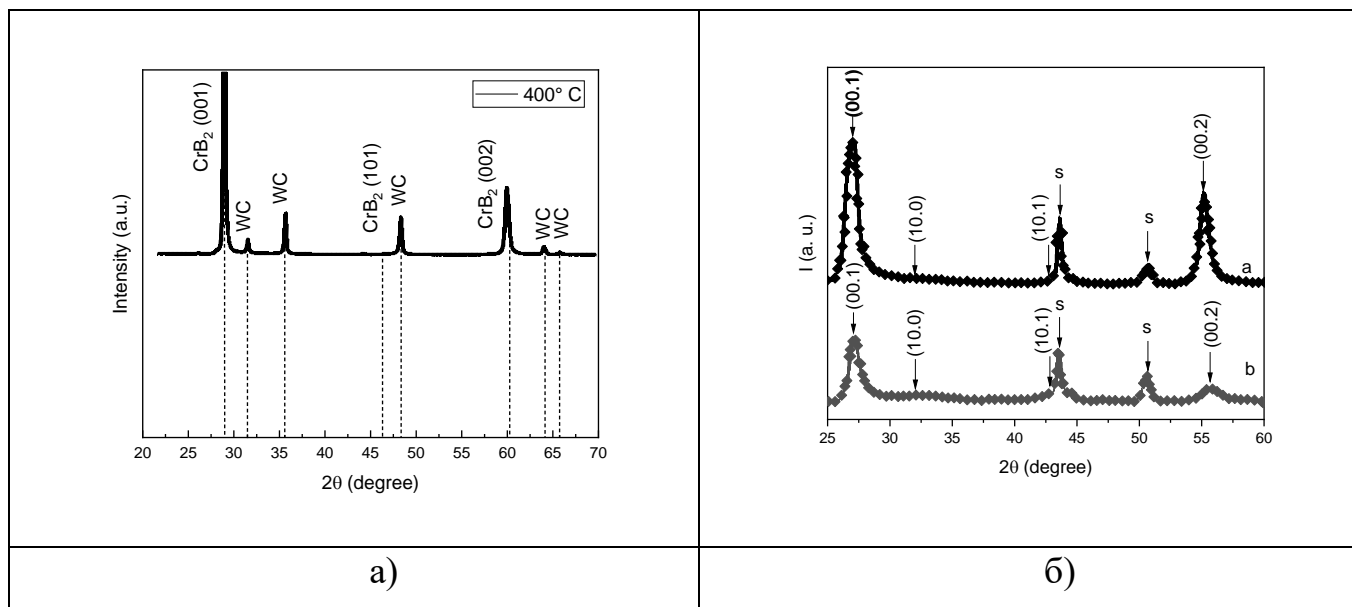 400° C
CrB₂ (001)
WC
WC
CrB₂ (101)
WC
CrB₂ (002)
WC
WC
Intensity (a.u.)
20 25 30 35 40 45 50 55 60 65 70
2θ (degree)
а)
(00.1)
(10.0)
(10.1)
s
s
(00.2)
a
(00.1)
(10.0)
(10.1)
s
s
(00.2)
b
I (a. u.)
25 30 35 40 45 50 55 60
2θ (degree)
б)